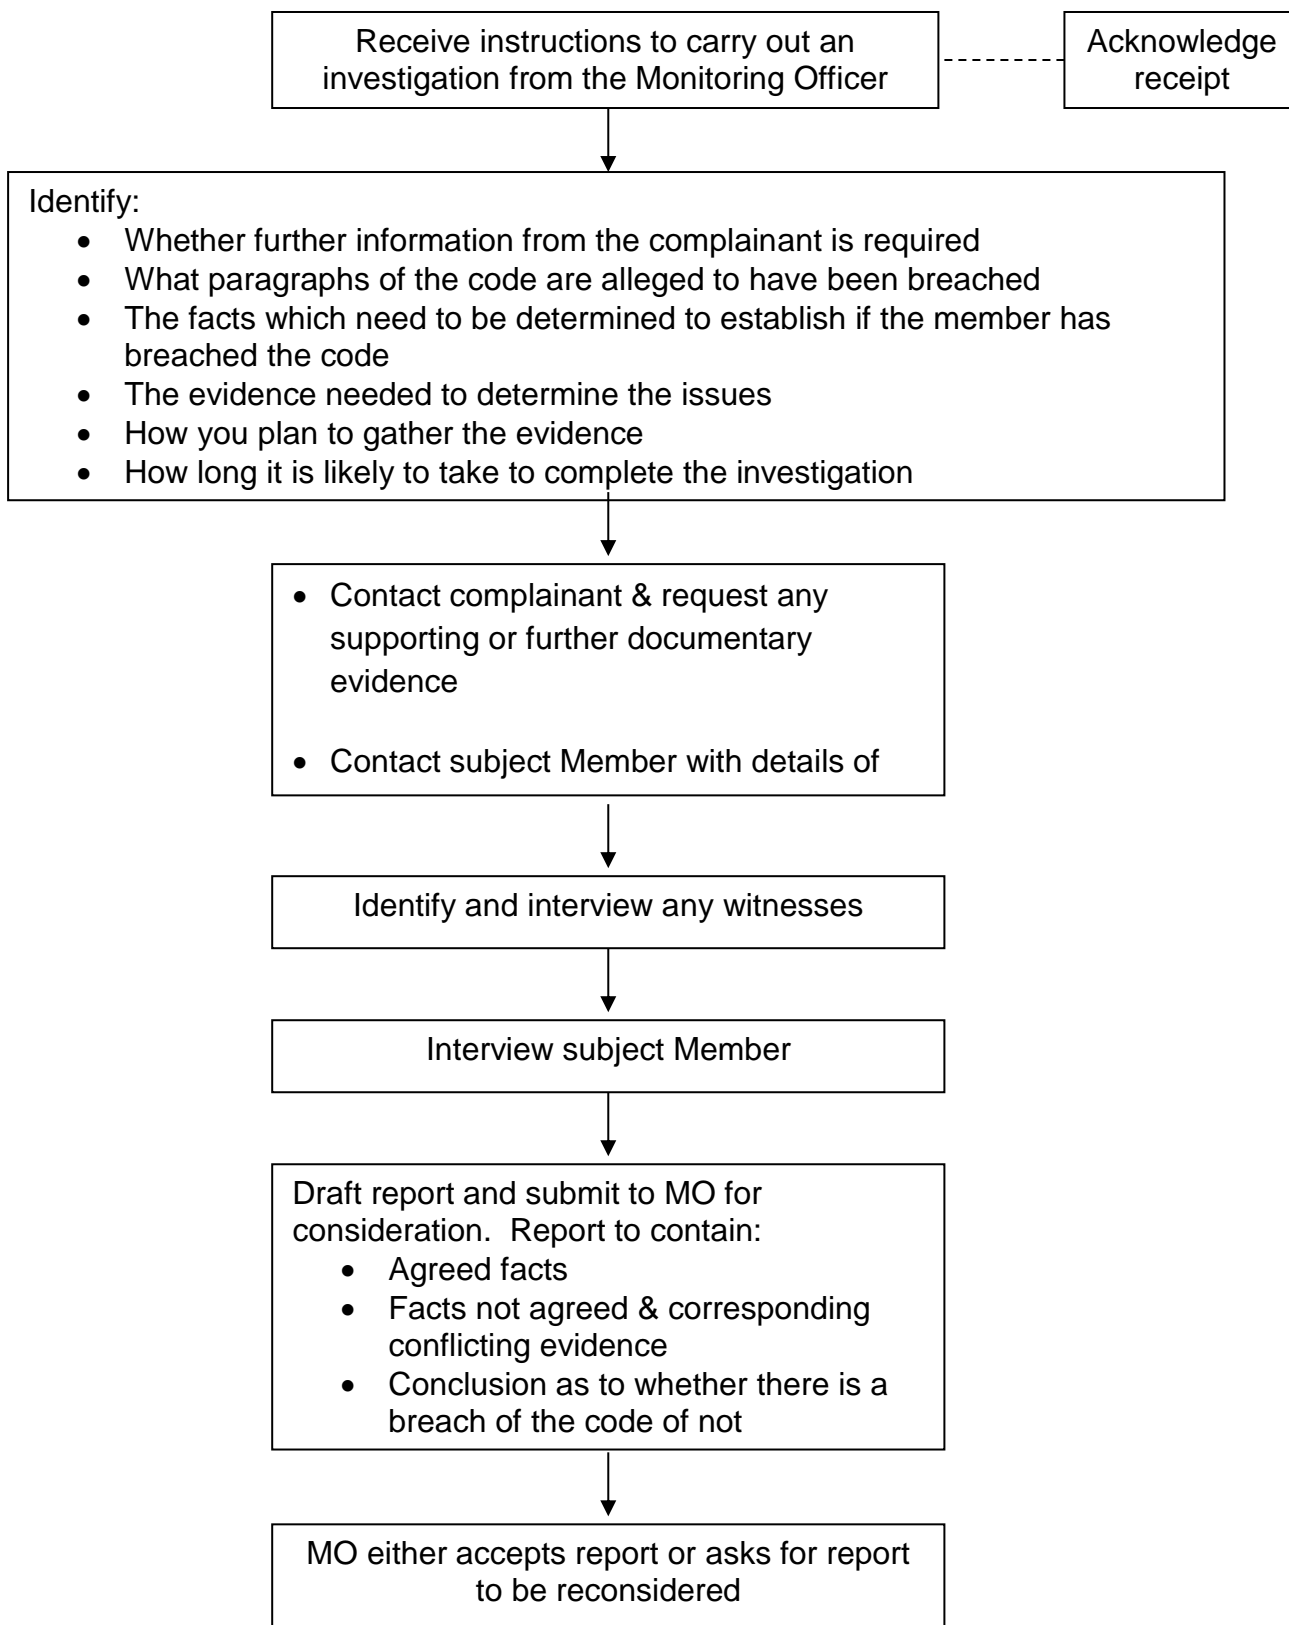 Receive instructions to carry out an
investigation from the Monitoring Officer
Acknowledge
receipt
Identify:
• Whether further information from the complainant is required
• What paragraphs of the code are alleged to have been breached
• The facts which need to be determined to establish if the member has
breached the code
• The evidence needed to determine the issues
• How you plan to gather the evidence
• How long it is likely to take to complete the investigation
• Contact complainant & request any
supporting or further documentary
evidence
• Contact subject Member with details of
Identify and interview any witnesses
Interview subject Member
Draft report and submit to MO for
consideration.  Report to contain:
• Agreed facts
• Facts not agreed & corresponding
conflicting evidence
• Conclusion as to whether there is a
breach of the code of not
MO either accepts report or asks for report
to be reconsidered